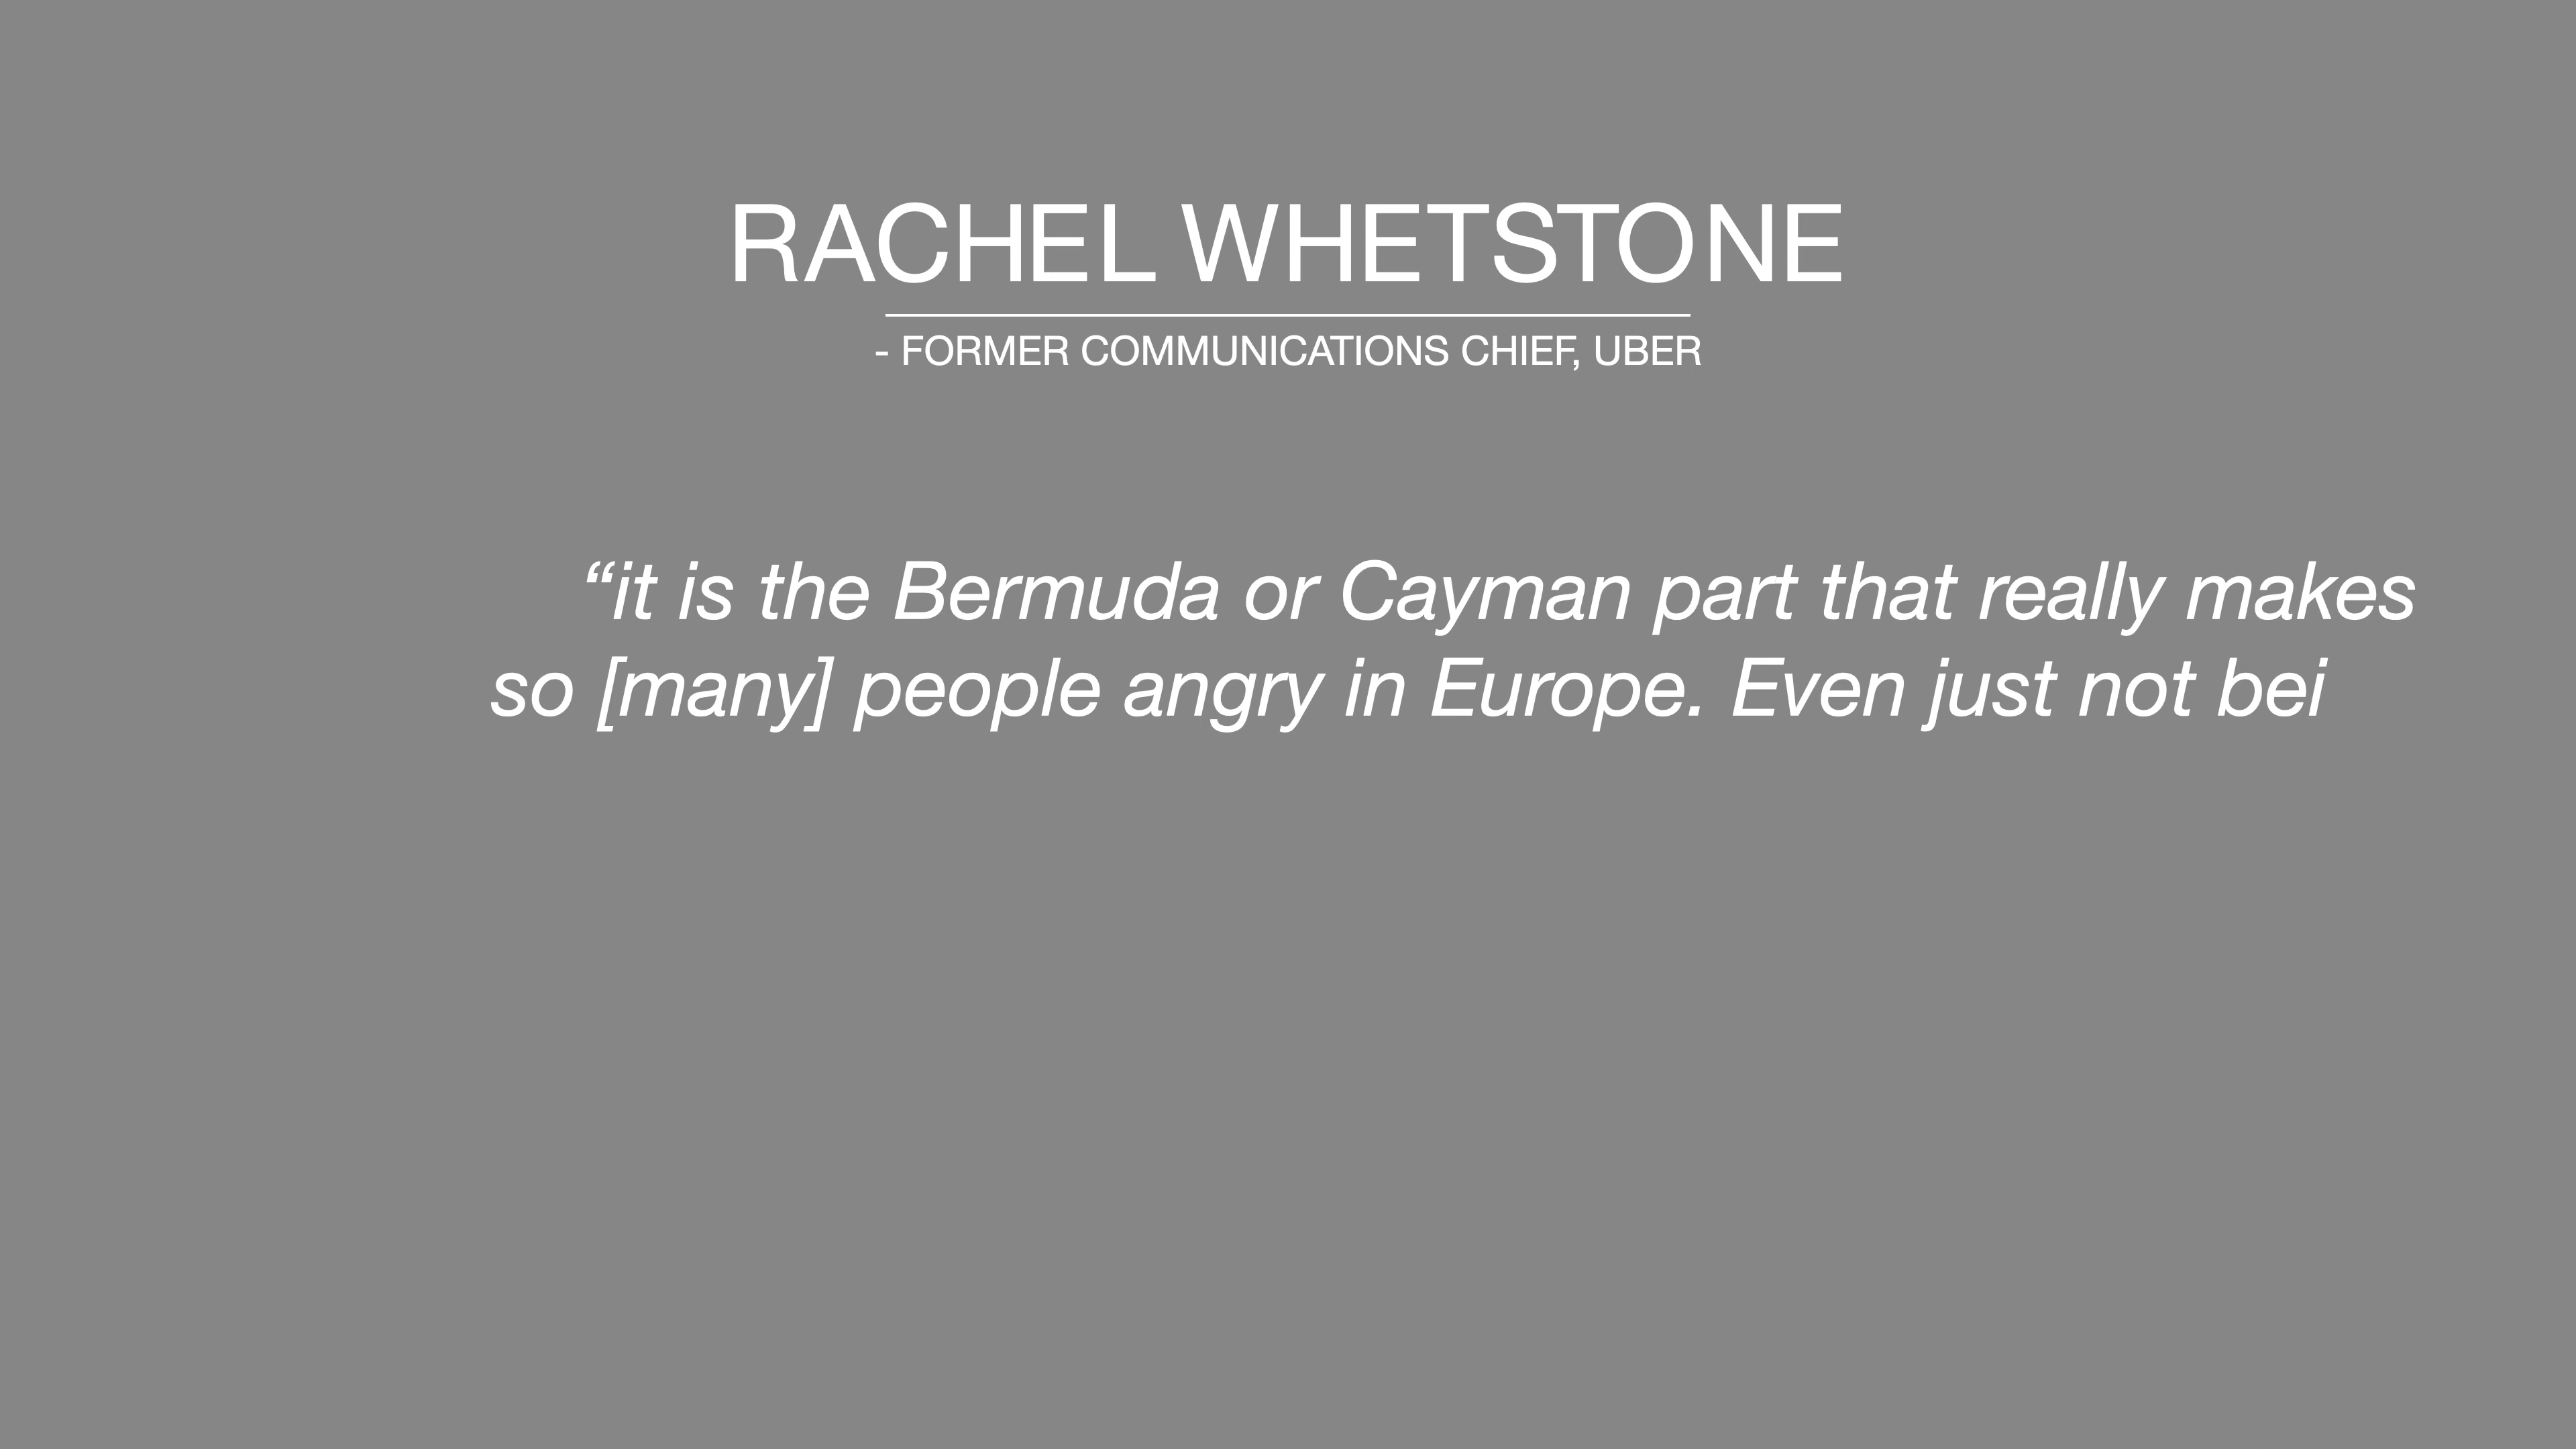 RACHEL WHETSTONE
- FORMER COMMUNICATIONS CHIEF, UBER
“it is the Bermuda or Cayman part that really makes
so [many] people angry in Europe. Even just not bei